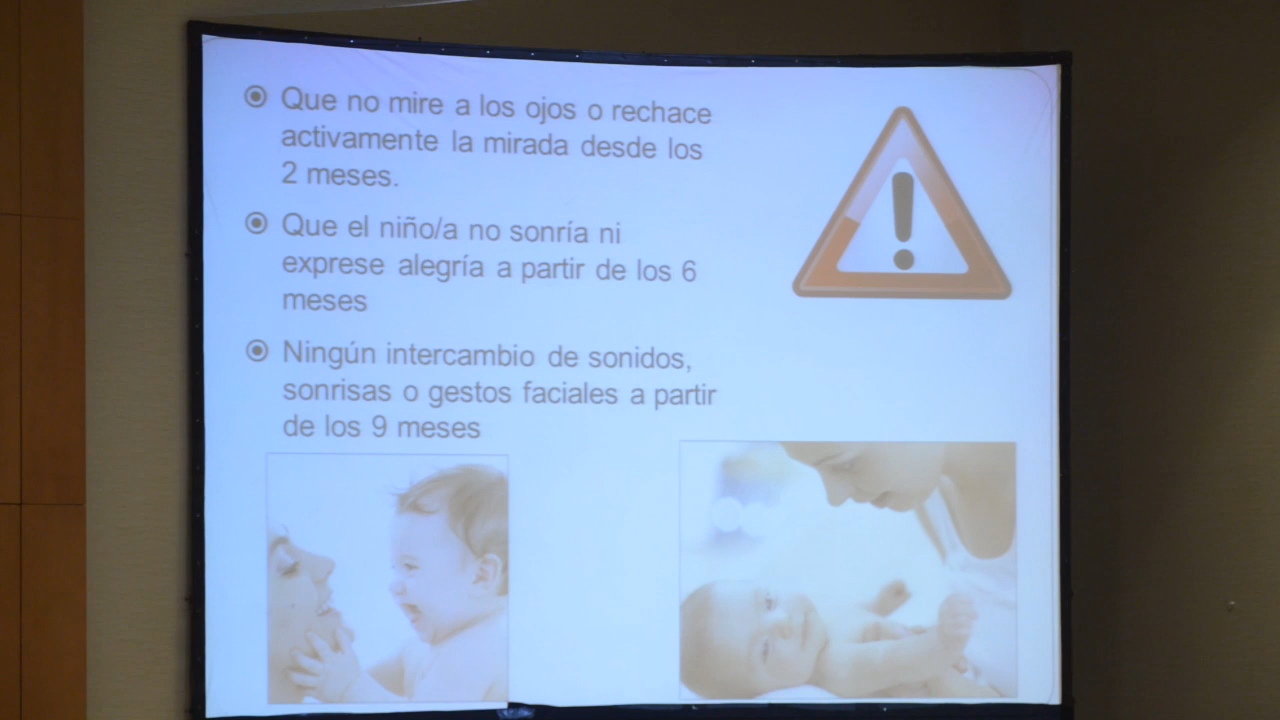 Que no mire a los ojos o rechace
activamente la mirada desde los
2 meses.
Que el niño/a no sonría ni
exprese alegría a partir de los 6
meses
Ningún intercambio de sonidos,
sonrisas o gestos faciales a partir
de los 9 meses